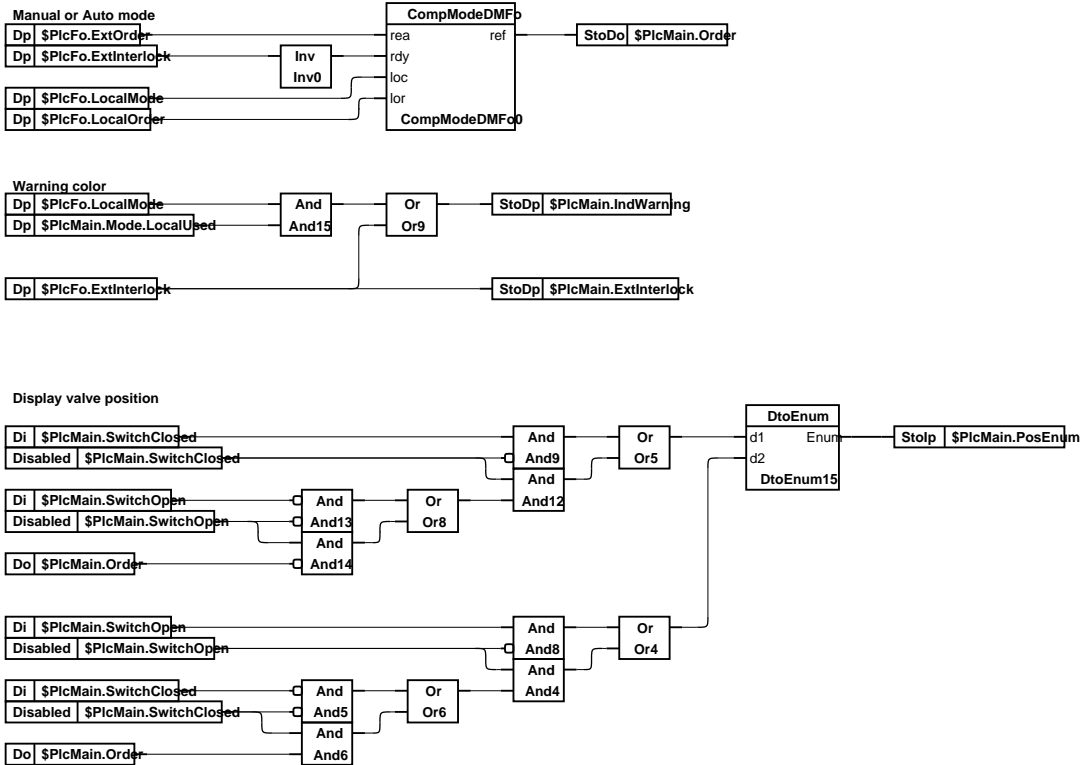 Manual or Auto mode
CompModeDMFo
Dp $PlcFo.ExtOrder
rea ref
StoDo $PlcMain.Order
Dp $PlcFo.ExtInterlock
Inv
rdy
Inv0
loc
Dp $PlcFo.LocalMode
lor
Dp $PlcFo.LocalOrder
CompModeDMFo0
Warning color
Dp $PlcFo.LocalMode
And
Or
StoDp $PlcMain.IndWarning
Dp $PlcMain.Mode.LocalUsed
And15
Or9
Dp $PlcFo.ExtInterlock
StoDp $PlcMain.ExtInterlock
Display valve position
DtoEnum
Di $PlcMain.SwitchClosed
And
Or
d1 Enum
StoIp $PlcMain.PosEnum
Disabled $PlcMain.SwitchClosed
And9
Or5
d2
And
DtoEnum15
Di $PlcMain.SwitchOpen
And
Or
And12
Disabled $PlcMain.SwitchOpen
And13
Or8
And
Do $PlcMain.Order
And14
Di $PlcMain.SwitchOpen
And
Or
Disabled $PlcMain.SwitchOpen
And8
Or4
And
Di $PlcMain.SwitchClosed
And
Or
And4
Disabled $PlcMain.SwitchClosed
And5
Or6
And
Do $PlcMain.Order
And6